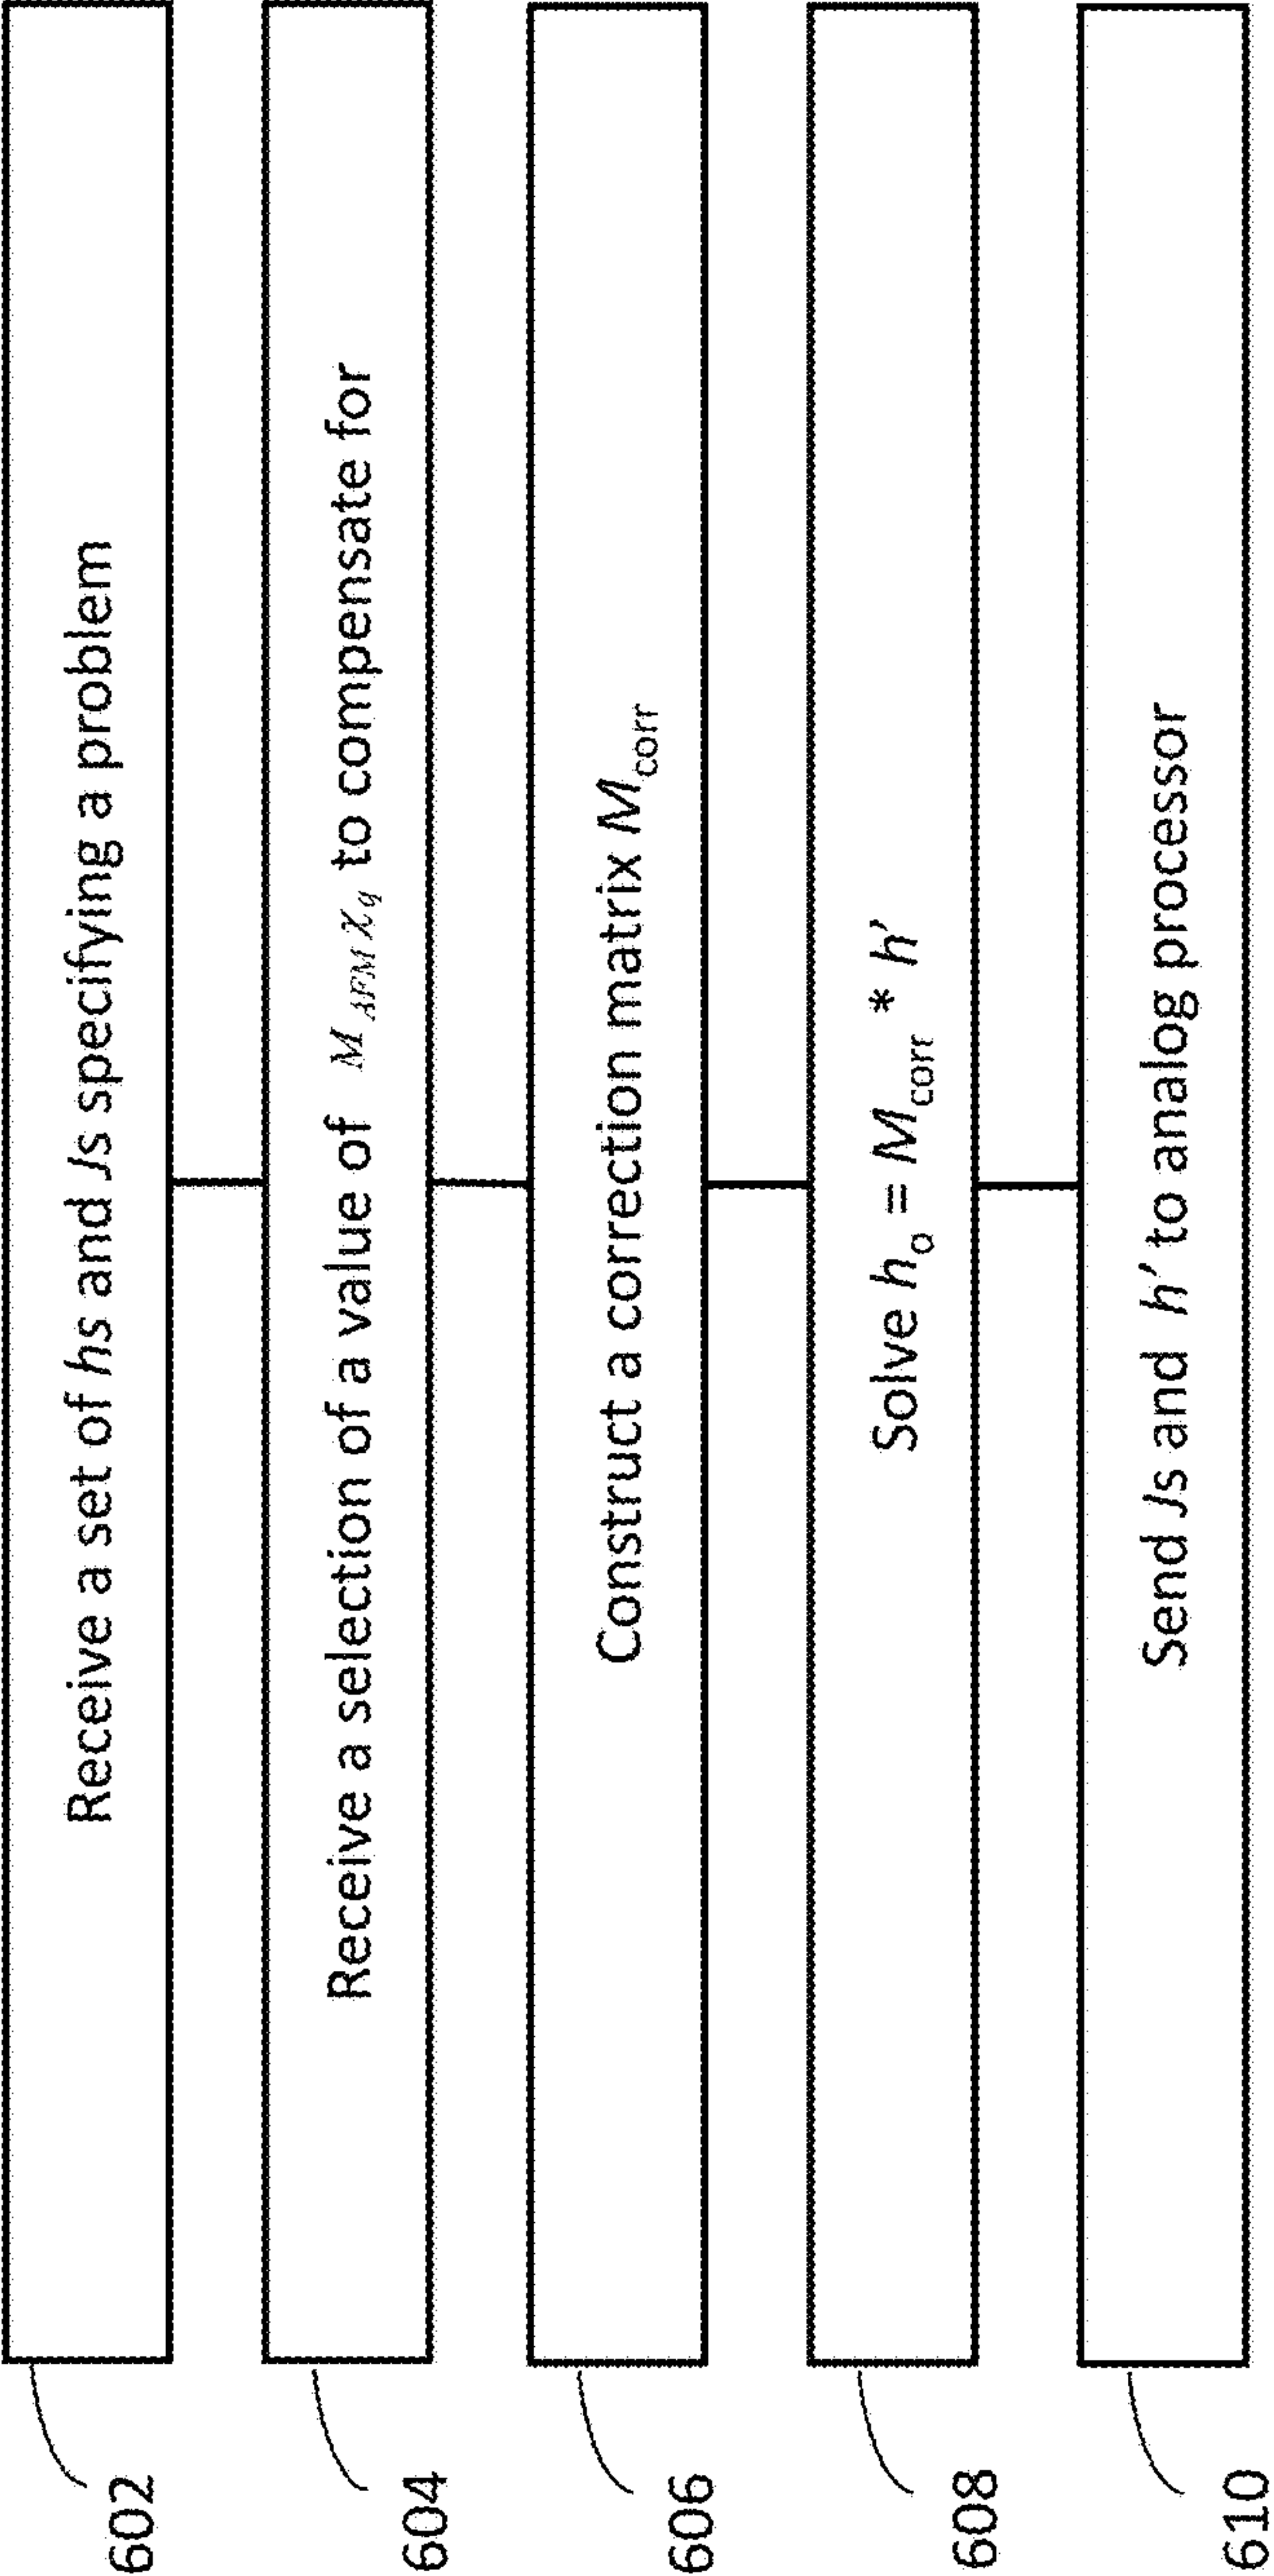 602 Receive a set of hs and Js specifying a problem
604 Receive a selection of a value of M_AFM χ_q to compensate for
606 Construct a correction matrix M_corr
608 Solve h_o = M_corr * h'
610 Send Js and h' to analog processor